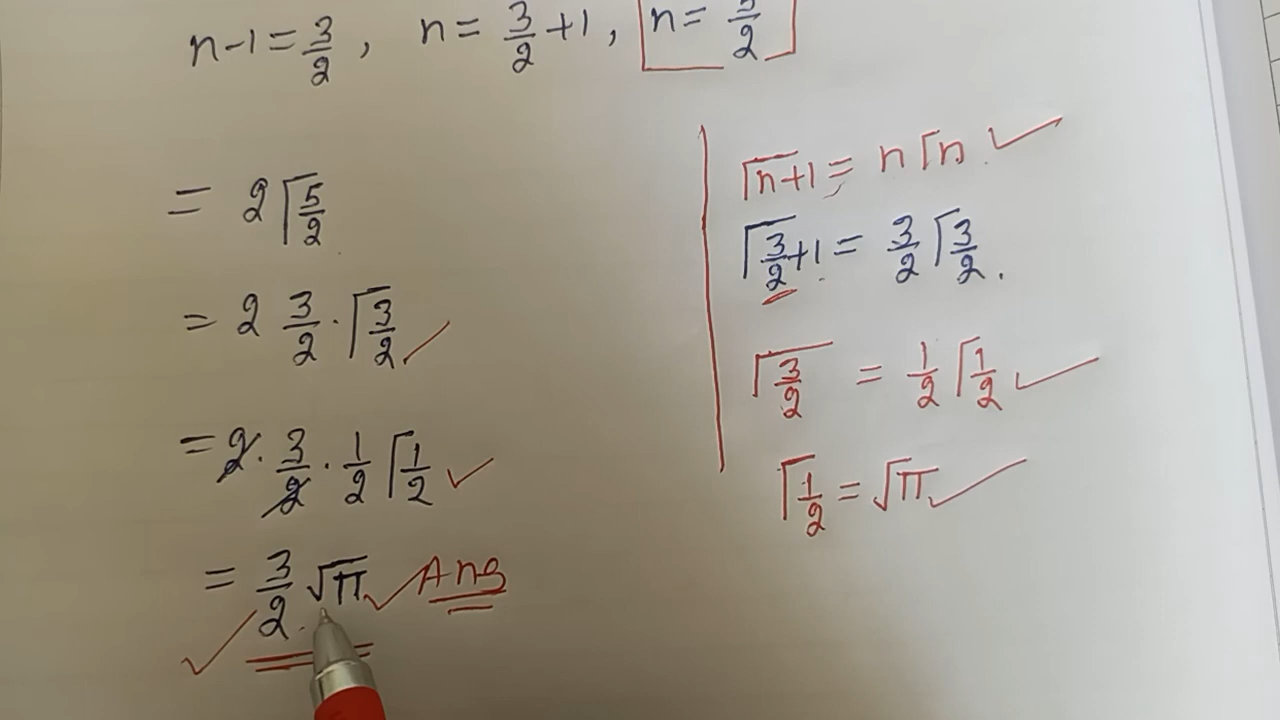 n-1 = 3/2, n = 3/2 + 1, n = 5/2
= 2 Γ5/2
= 2 3/2 · Γ3/2 ✓
= 2 · 3/2 · 1/2 Γ1/2 ✓
= 3/2 √π ✓ Ans
✓
Γn+1 = n Γn. ✓
Γ3/2+1 = 3/2 Γ3/2.
Γ3/2 = 1/2 Γ1/2 ✓
Γ1/2 = √π ✓